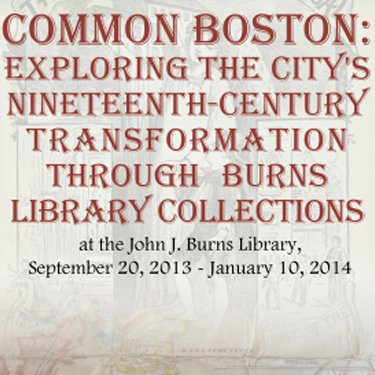 COMMON BOSTON:
EXPLORING THE CITY'S
NINETEENTH-CENTURY
TRANSFORMATION
THROUGH BURNS
LIBRARY COLLECTIONS
at the John J. Burns Library,
September 20, 2013 - January 10, 2014
MASSACHUSETTS